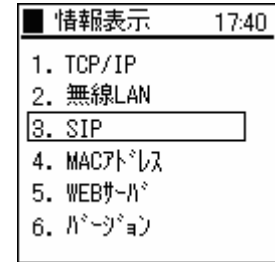 ■ 情報表示 17:40
1. TCP/IP
2. 無線LAN
3. SIP
4. MACｱﾄﾞﾚｽ
5. WEBｻｰﾊﾞ
6. ﾊﾞｰｼﾞｮﾝ